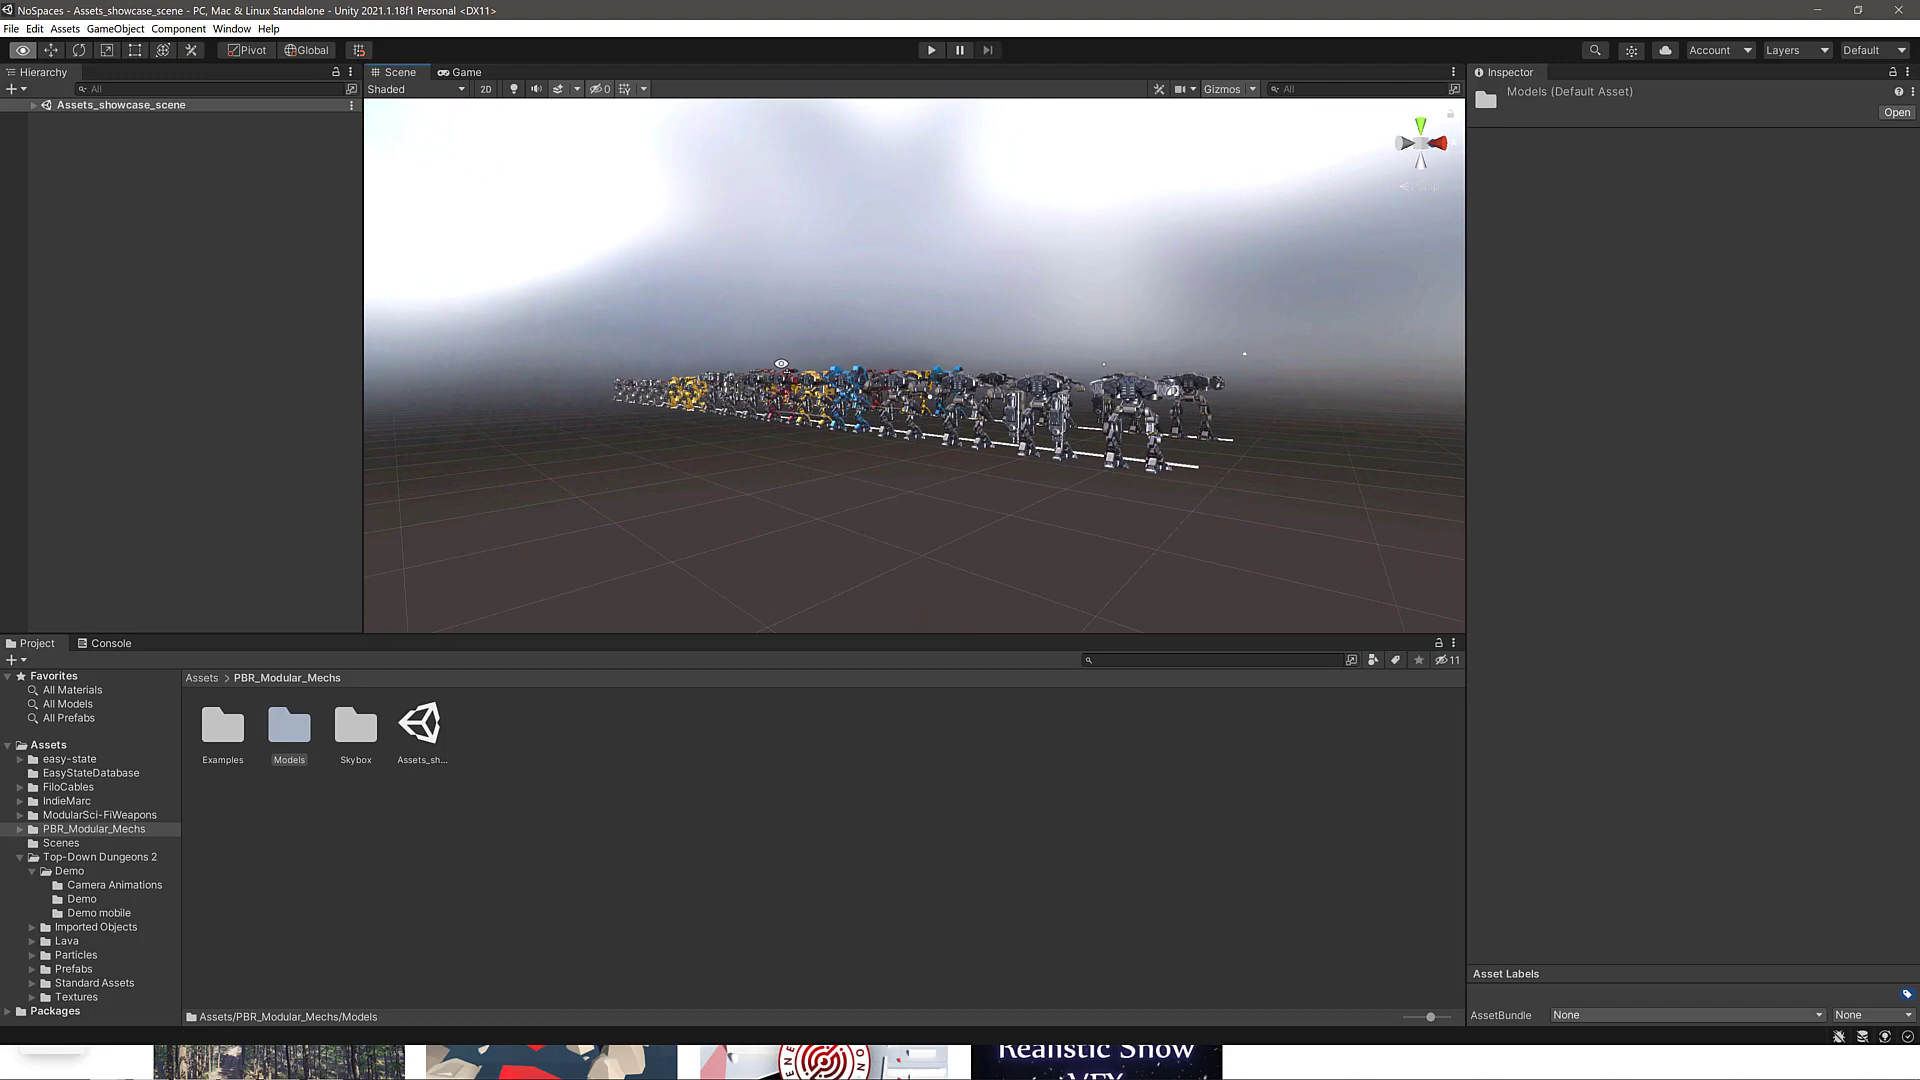 NoSpaces - Assets_showcase_scene - PC, Mac & Linux Standalone - Unity 2021.1.18f1 Personal <DX11>
File Edit Assets GameObject Component Window Help
Pivot Global Account Layers Default
Hierarchy
All
Assets_showcase_scene
Scene Game
Shaded 2D 0 Gizmos All
Inspector
Models (Default Asset)
Open
Project Console
11
Favorites
All Materials
All Models
All Prefabs
Assets
easy-state
EasyStateDatabase
FiloCables
IndieMarc
ModularSci-FiWeapons
PBR_Modular_Mechs
Scenes
Top-Down Dungeons 2
Demo
Camera Animations
Demo
Demo mobile
Imported Objects
Lava
Particles
Prefabs
Standard Assets
Textures
Packages
Assets > PBR_Modular_Mechs
Examples Models Skybox Assets_sh...
Assets/PBR_Modular_Mechs/Models
Asset Labels
AssetBundle None None
Realistic Snow
VFX